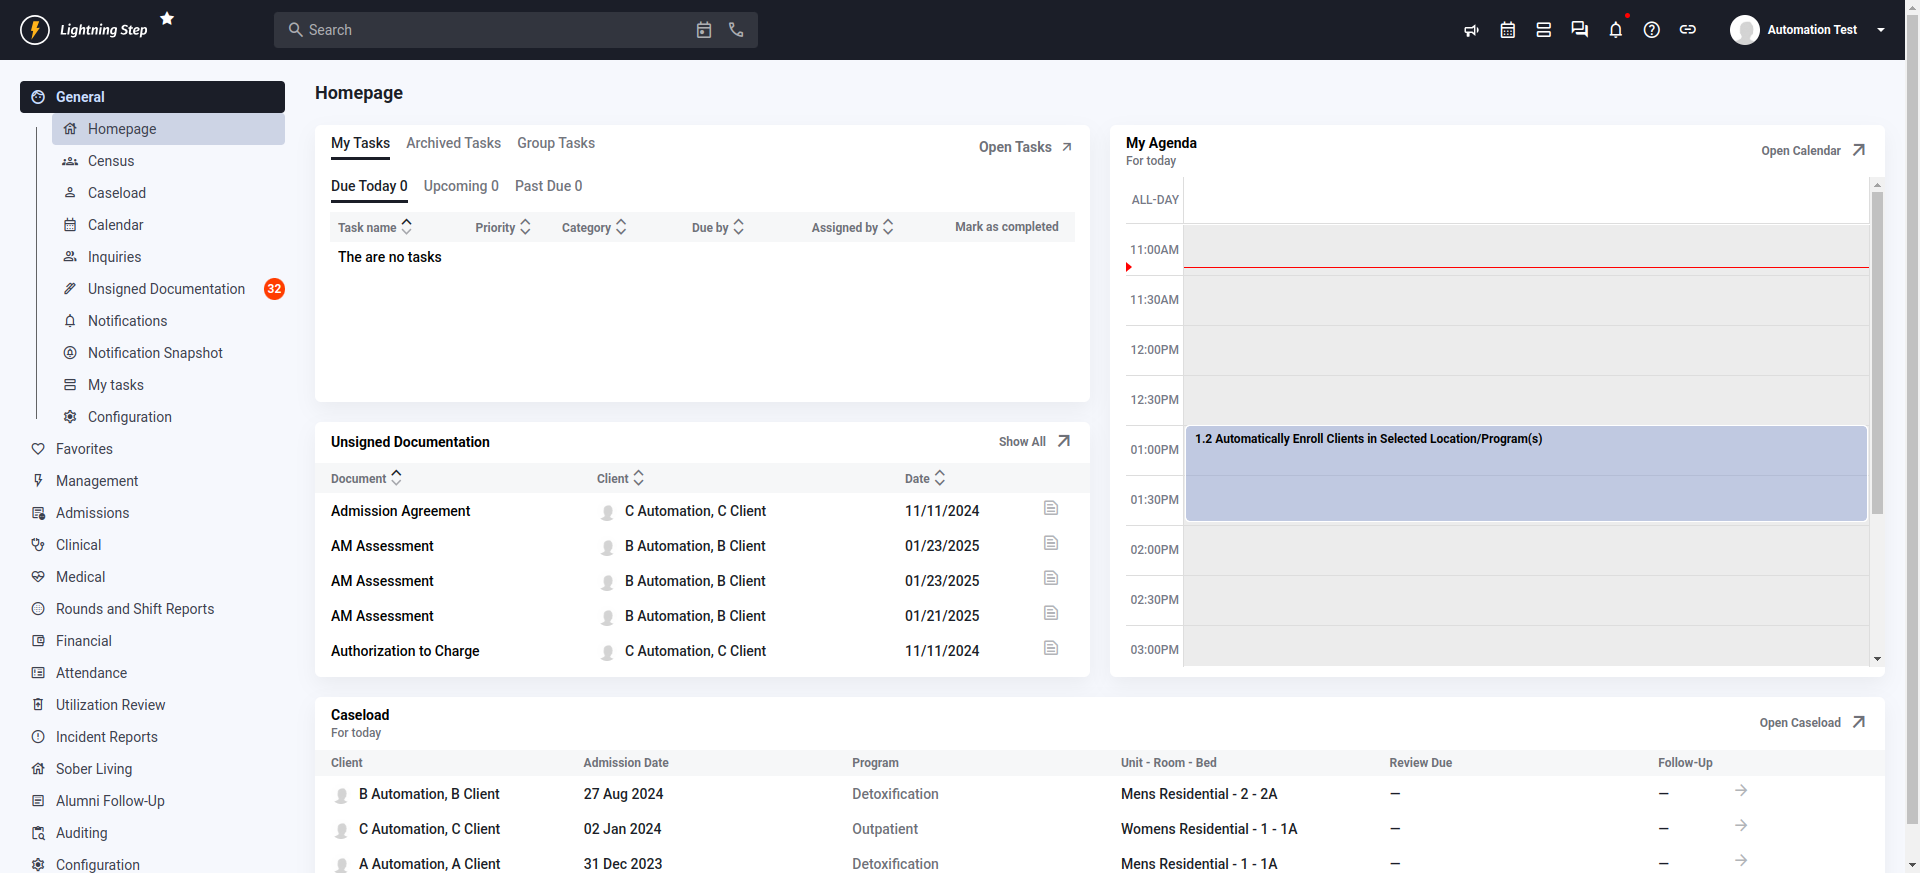 Lightning Step
Search
Automation Test
General
Homepage
Census
Caseload
Calendar
Inquiries
Unsigned Documentation 32
Notifications
Notification Snapshot
My tasks
Configuration
Favorites
Management
Admissions
Clinical
Medical
Rounds and Shift Reports
Financial
Attendance
Utilization Review
Incident Reports
Sober Living
Alumni Follow-Up
Auditing
Configuration
Homepage
My Tasks Archived Tasks Group Tasks Open Tasks
Due Today 0 Upcoming 0 Past Due 0
Task name Priority Category Due by Assigned by Mark as completed
The are no tasks
Unsigned Documentation Show All
Document Client Date
Admission Agreement C Automation, C Client 11/11/2024
AM Assessment B Automation, B Client 01/23/2025
AM Assessment B Automation, B Client 01/23/2025
AM Assessment B Automation, B Client 01/21/2025
Authorization to Charge C Automation, C Client 11/11/2024
My Agenda
For today
Open Calendar
ALL-DAY
11:00AM
11:30AM
12:00PM
12:30PM
01:00PM 1.2 Automatically Enroll Clients in Selected Location/Program(s)
01:30PM
02:00PM
02:30PM
03:00PM
Caseload
For today
Open Caseload
Client Admission Date Program Unit - Room - Bed Review Due Follow-Up
B Automation, B Client 27 Aug 2024 Detoxification Mens Residential - 2 - 2A – –
C Automation, C Client 02 Jan 2024 Outpatient Womens Residential - 1 - 1A – –
A Automation, A Client 31 Dec 2023 Detoxification Mens Residential - 1 - 1A – –